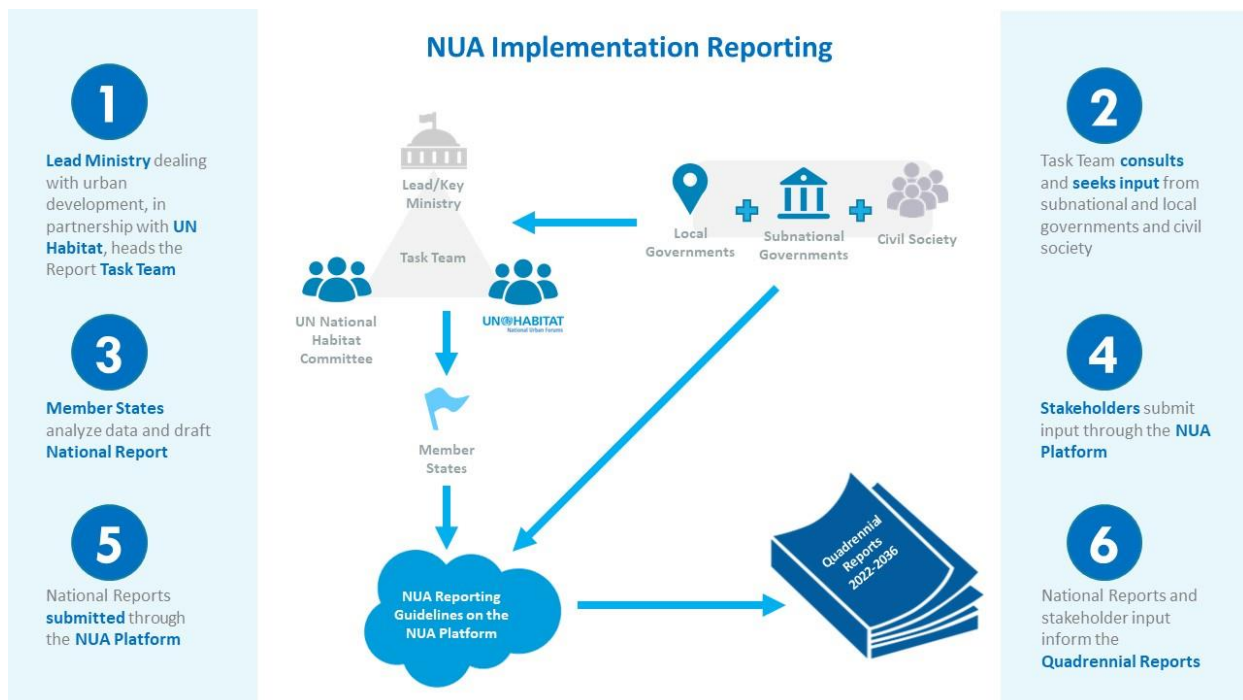 NUA Implementation Reporting
1
Lead Ministry dealing
with urban
development, in
partnership with UN
Habitat, heads the
Report Task Team
3
Member States
analyze data and draft
National Report
5
National Reports
submitted through
the NUA Platform
Lead/Key
Ministry
Task Team
UN National
Habitat
Committee
UN HABITAT
National Urban Forums
Local
Governments
Subnational
Governments
Civil Society
Member
States
NUA Reporting
Guidelines on the
NUA Platform
Quadrennial
Reports
2022-2036
2
Task Team consults
and seeks input from
subnational and local
governments and civil
society
4
Stakeholders submit
input through the NUA
Platform
6
National Reports and
stakeholder input
inform the
Quadrennial Reports